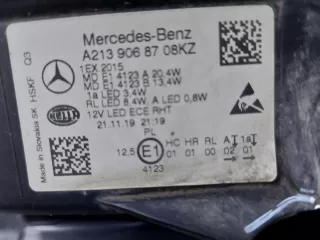 Mercedes-Benz
A213 906 87 08KZ
1EX 2015
MD E1 4123 A 20,4W
MD E1 4123 B 13,4W
1a LED 3,4W
RL LED 8,4W, A LED 0,8W
12V LED ECE RHT
21.11.19 21:19
HSKF Q3
Made in Slovakia SK
HELLA
PL
12,5 E1 HC HR RL A 1a
01 01 00 02 01
4123